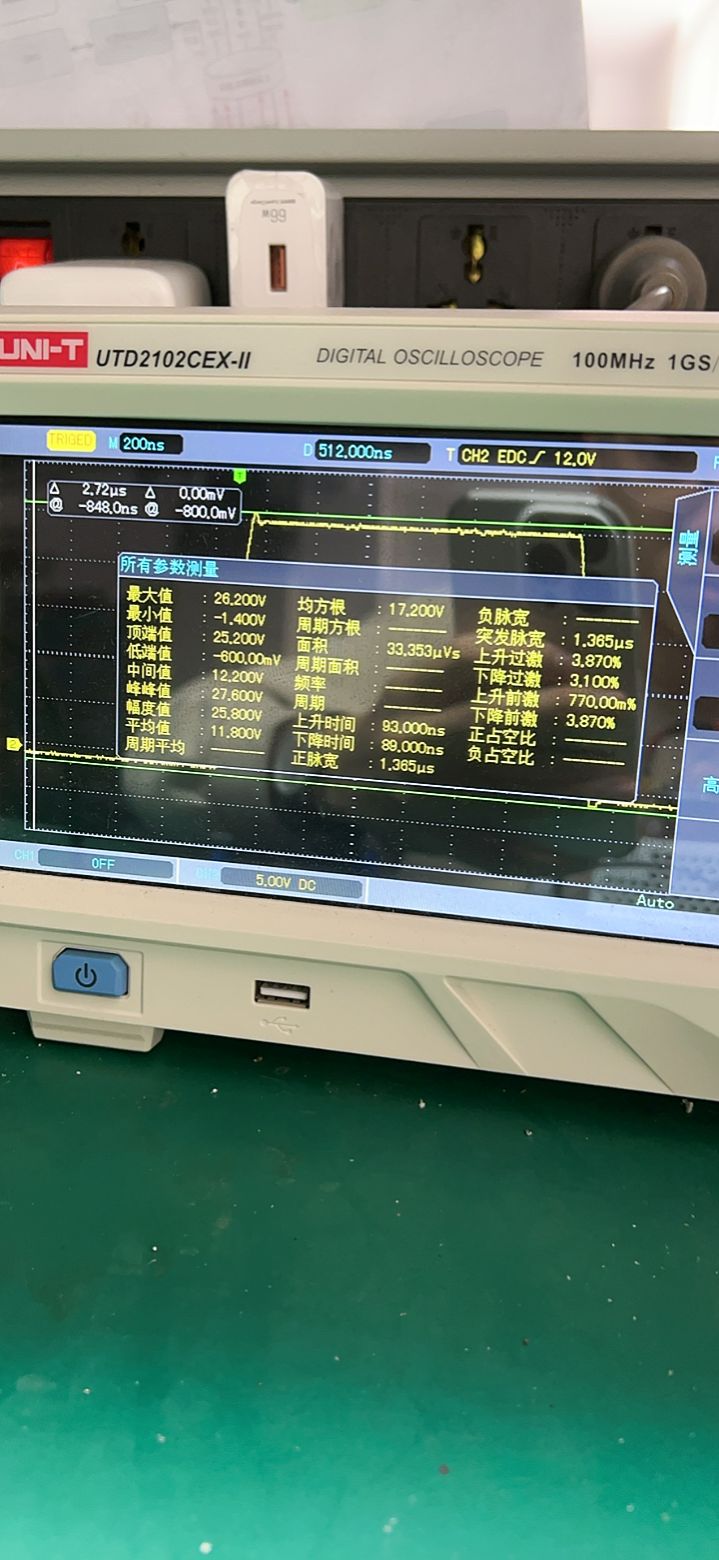 66W
UNI-T UTD2102CEX-II DIGITAL OSCILLOSCOPE 100MHz 1GS/
TRIGED M 200ns D 512.000ns T CH2 EDC 12.0V
Δ 2.72μs Δ 0.00mV
@ -848.0ns @ -800.0mV
测量
所有参数测量
最大值 : 26.200V 均方根 : 17.200V 负脉宽 : --------
最小值 : -1.400V 周期方根 : -------- 突发脉宽 : 1.365μs
顶端值 : 25.200V 面积 : 33.353μVs 上升过激 : 3.870%
低端值 : -600.00mV 周期面积 : -------- 下降过激 : 3.100%
中间值 : 12.200V 频率 : -------- 上升前激 : 770.00m%
峰峰值 : 27.600V 周期 : -------- 下降前激 : 3.870%
幅度值 : 25.800V 上升时间 : 93.000ns 正占空比 : --------
平均值 : 11.800V 下降时间 : 89.000ns 负占空比 : --------
周期平均 : -------- 正脉宽 : 1.365μs
2
高
CH1 OFF CH2 5.00V DC
Auto